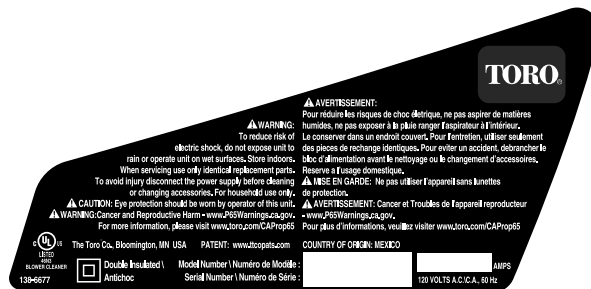 TORO®
⚠ WARNING:
To reduce risk of
electric shock, do not expose unit to
rain or operate unit on wet surfaces. Store indoors.
When servicing use only identical replacement parts.
To avoid injury disconnect the power supply before cleaning
or changing accessories. For household use only.
⚠ CAUTION: Eye protection should be worn by operator of this unit.
⚠ WARNING:Cancer and Reproductive Harm - www.P65Warnings.ca.gov.
For more information, please visit www.toro.com/CAProp65
⚠ AVERTISSEMENT:
Pour réduire les risques de choc életrique, ne pas aspirer de matières
humides, ne pas exposer à la pluie ranger l'aspirateur à l'intérieur.
Le conserver dans un endroit couvert. Pour l'entretien, utiliser seulement
des pieces de rechange identiques. Pour eviter un accident, debrancher le
bloc d'alimentation avant le nettoyage ou le changement d'accessoires.
Reserve a l'usage domestique.
⚠ MISE EN GARDE: Ne pas utiliser l'appareil sans lunettes
de protection.
⚠ AVERTISSEMENT: Cancer et Troubles de l'appareil reproducteur
- www.P65Warnings.ca.gov.
Pour plus d'informations, veuillez visiter www.toro.com/CAProp65
C UL US
LISTED
46N3
BLOWER CLEANER
138-6677
The Toro Co., Bloomington, MN USA PATENT: www.ttcopats.com COUNTRY OF ORIGIN: MEXICO
Double Insulated \
Antichoc
Model Number \ Numéro de Modèle :
Serial Number \ Numéro de Série :
AMPS
120 VOLTS A.C./C.A., 60 Hz